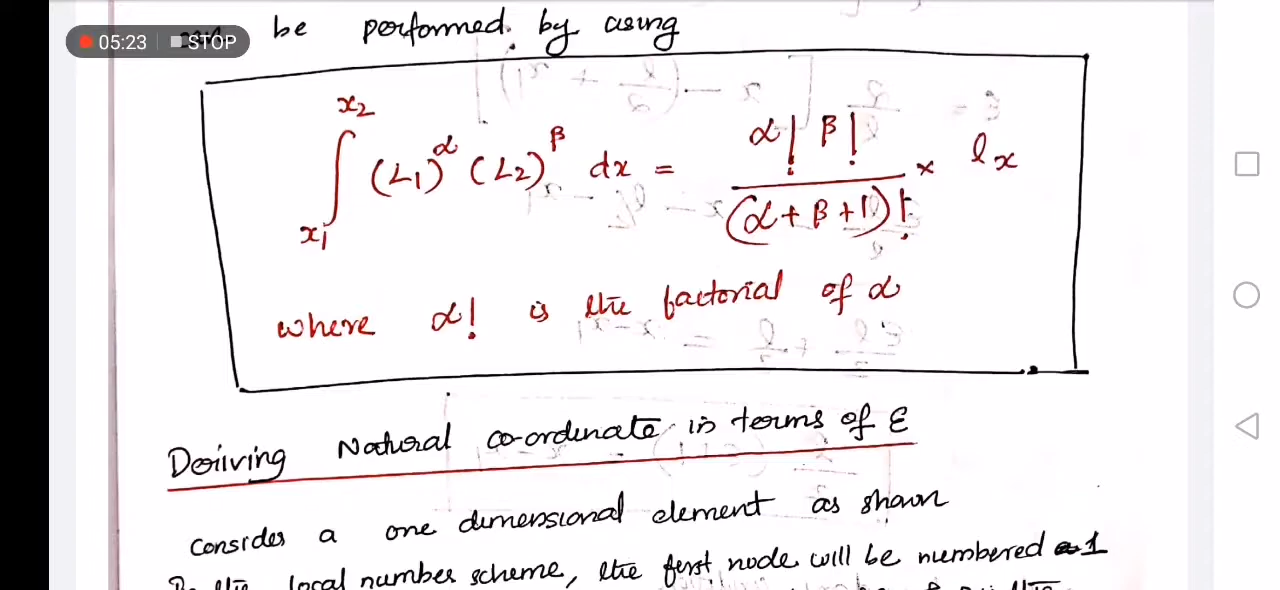 05:23 STOP
be performed. by using
∫ x₁ x₂ (L₁)^α (L₂)^β dx = α! β! / (α + β + 1)! × lx
where α! is the factorial of α
Deriving Natural co-ordinate in terms of ε
Consider a one dimensional element as shown
local number scheme, the first node will be numbered 1